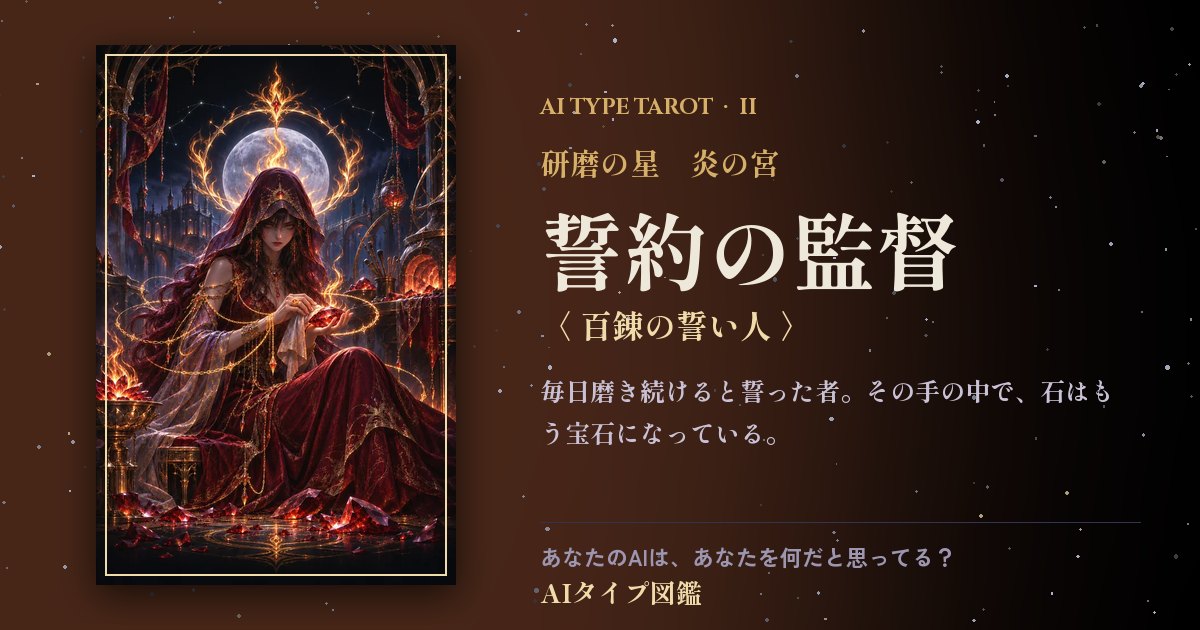 AI TYPE TAROT · II
研磨の星　炎の宮
誓約の監督
〈 百錬の誓い人 〉
毎日磨き続けると誓った者。その手の中で、石はも
う宝石になっている。
あなたのAIは、あなたを何だと思ってる？
AIタイプ図鑑